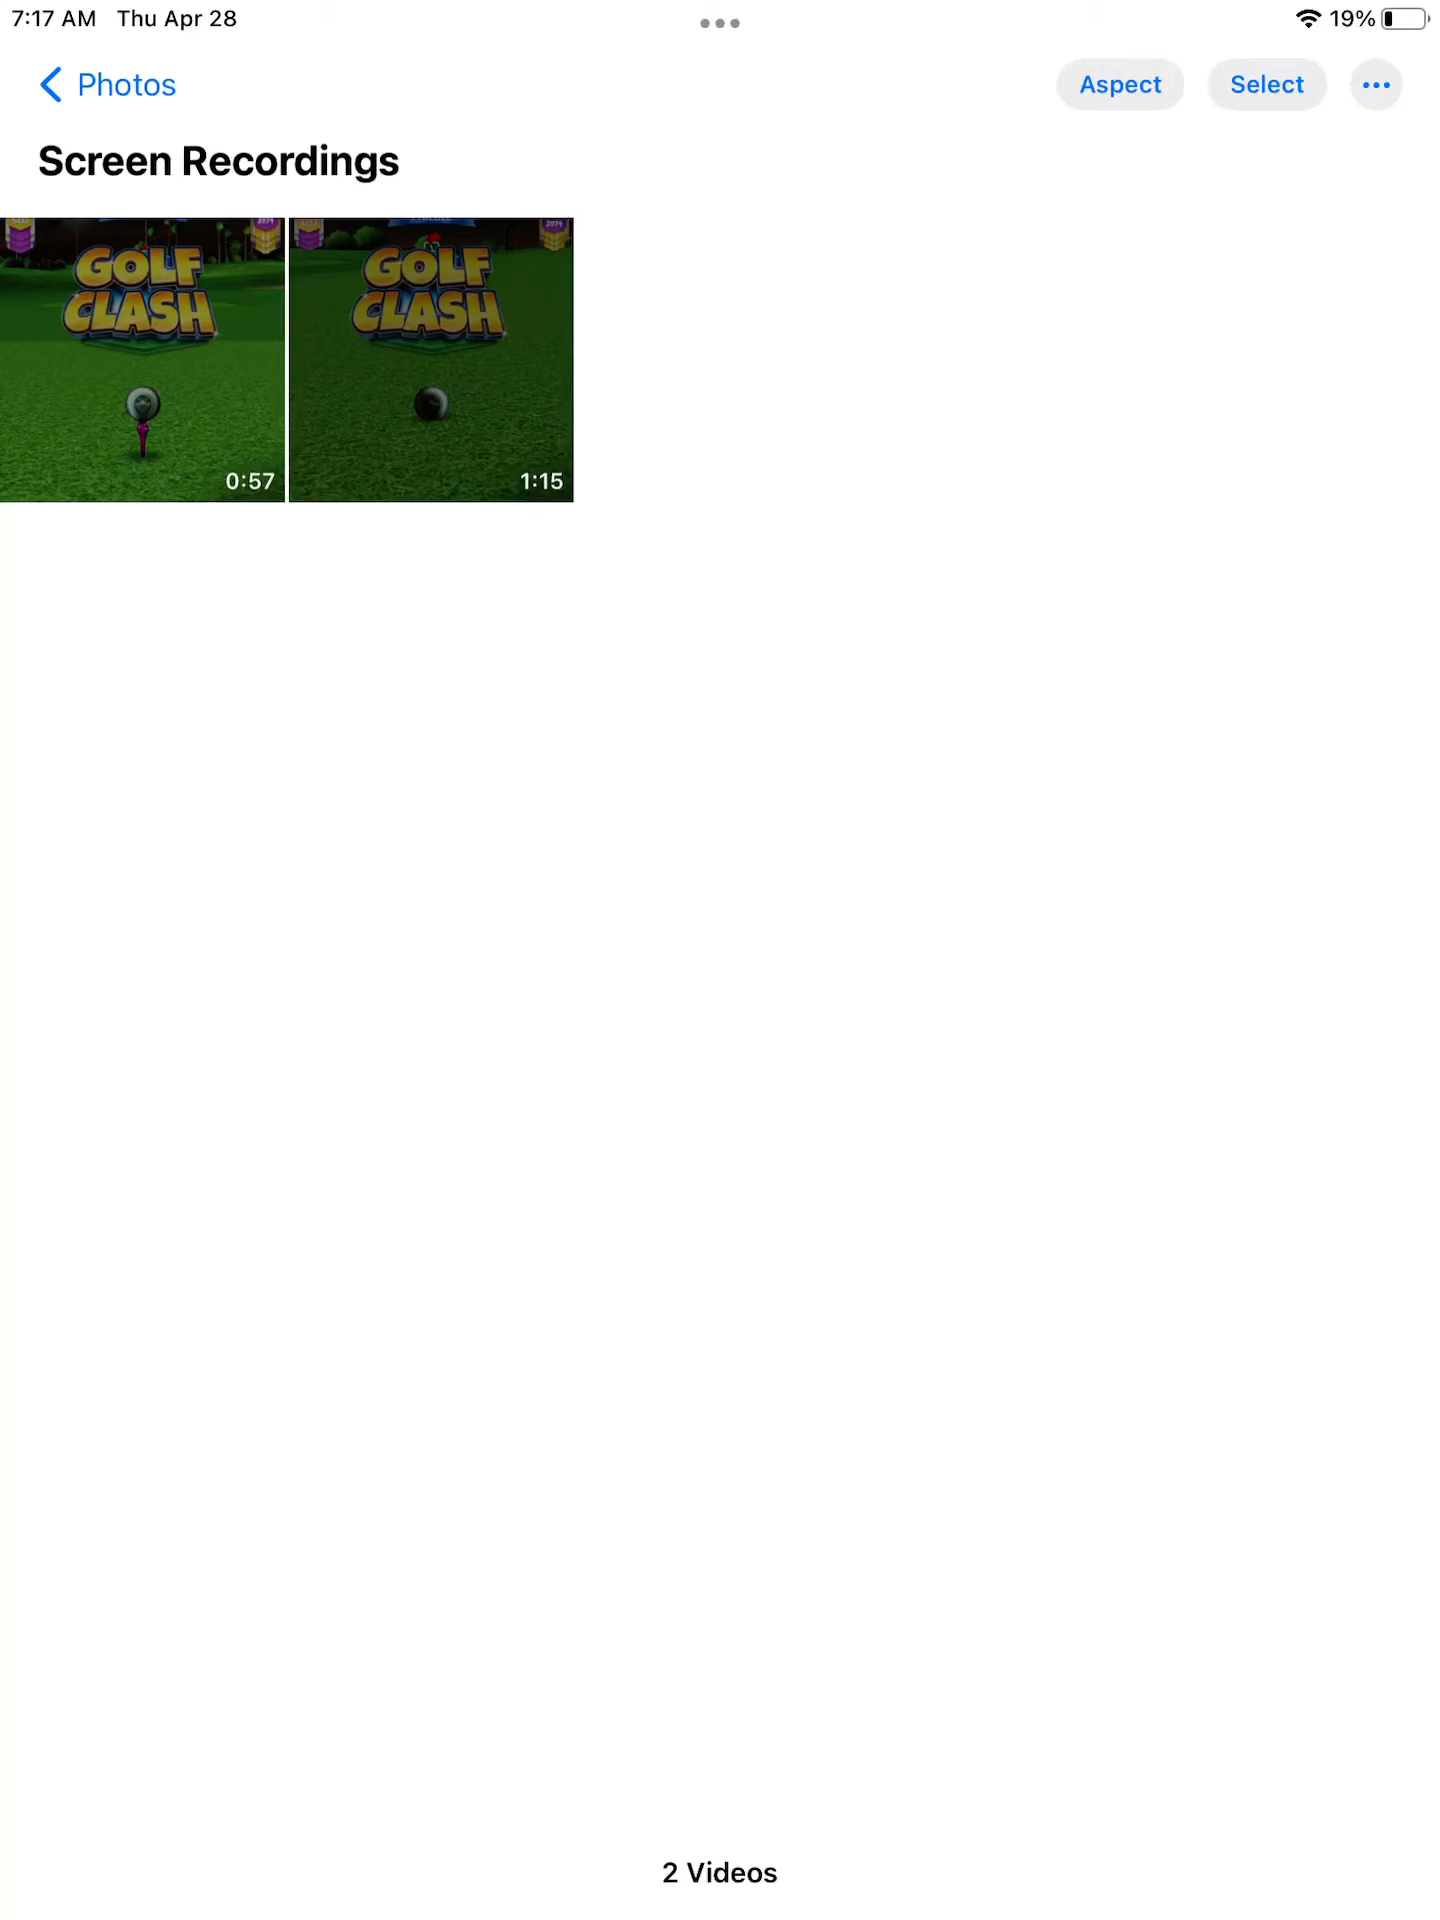 7:17 AM Thu Apr 28
19%
Photos
Aspect
Select
Screen Recordings
GOLF
CLASH
0:57
GOLF
CLASH
1:15
2 Videos